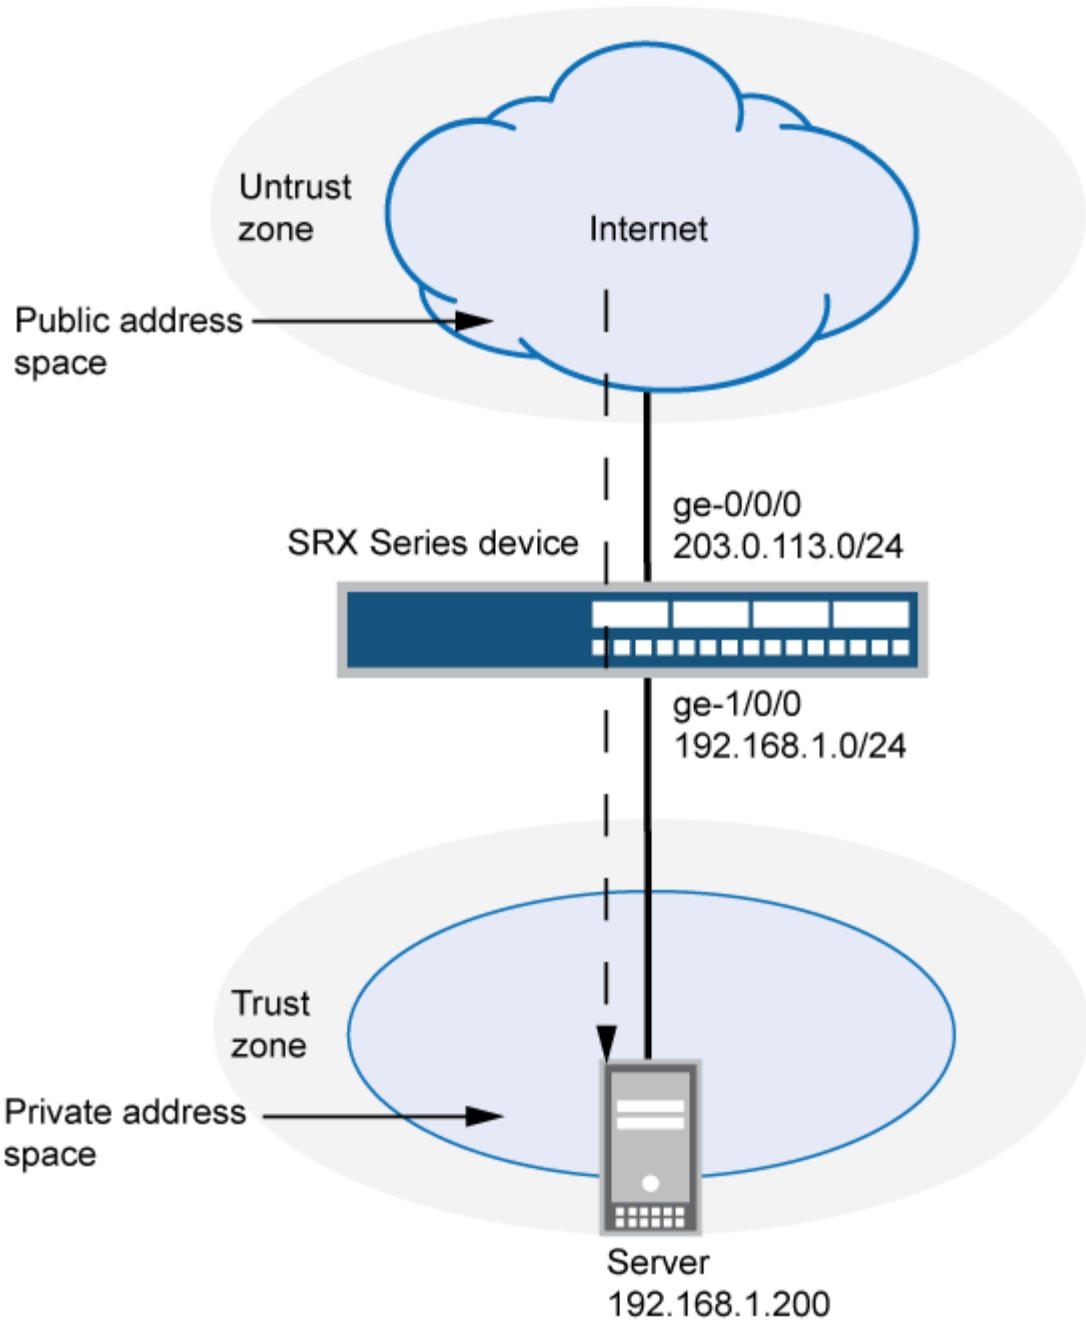 Untrust
zone
Internet
Public address
space
ge-0/0/0
203.0.113.0/24
SRX Series device
ge-1/0/0
192.168.1.0/24
Trust
zone
Private address
space
Server
192.168.1.200